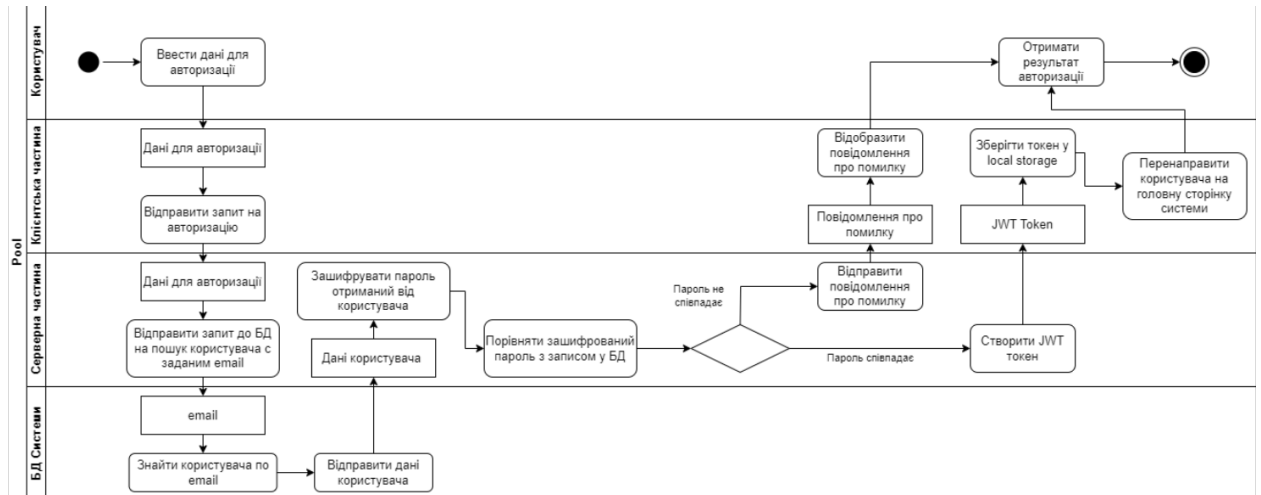 Pool
Користувач
Ввести дані для
авторизації
Отримати
результат
авторизації
Клієнтська частина
Дані для авторизації
Відправити запит на
авторизацію
Відобразити
повідомлення
про помилку
Повідомлення про
помилку
Зберігти токен у
local storage
JWT Token
Перенаправити
користувача на
головну сторінку
системи
Серверна частина
Дані для авторизації
Відправити запит до БД
на пошук користувача с
заданим email
Зашифрувати пароль
отриманий від
користувача
Дані користувача
Порівняти зашифрований
пароль з записом у БД
Пароль не
співпадає
Відправити
повідомлення
про помилку
Пароль співпадає
Створити JWT
токен
БД Системи
email
Знайти користувача по
email
Відправити дані
користувача